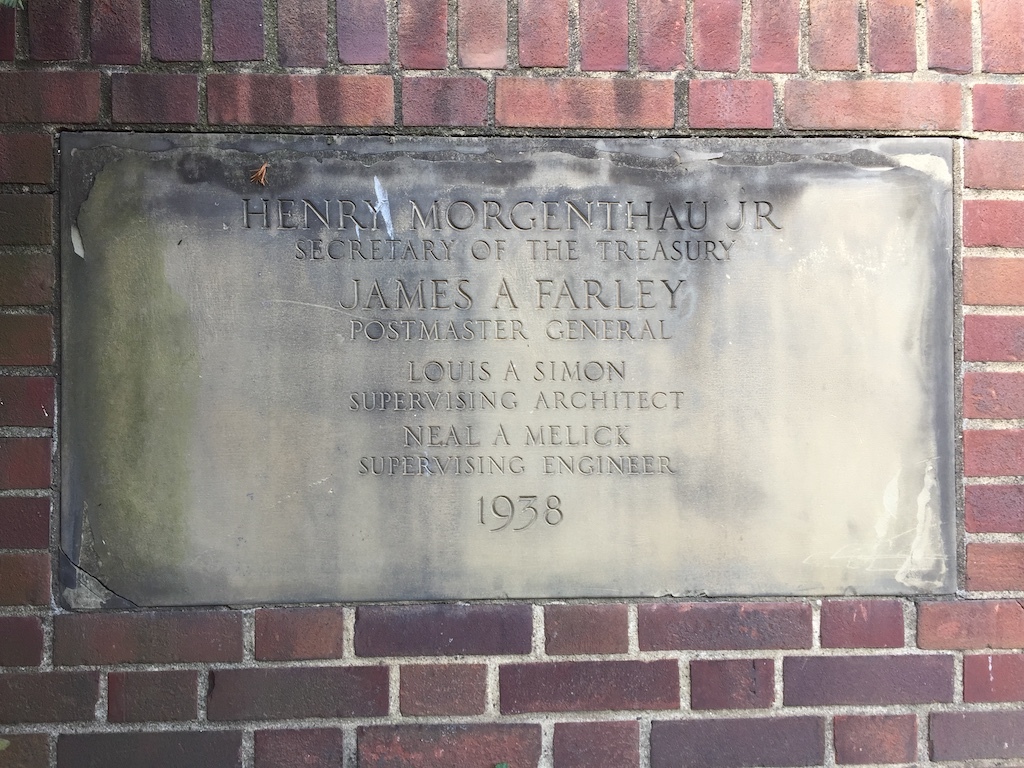 HENRY MORGENTHAU JR
SECRETARY OF THE TREASURY
JAMES A FARLEY
POSTMASTER GENERAL
LOUIS A SIMON
SUPERVISING ARCHITECT
NEAL A MELICK
SUPERVISING ENGINEER
1938